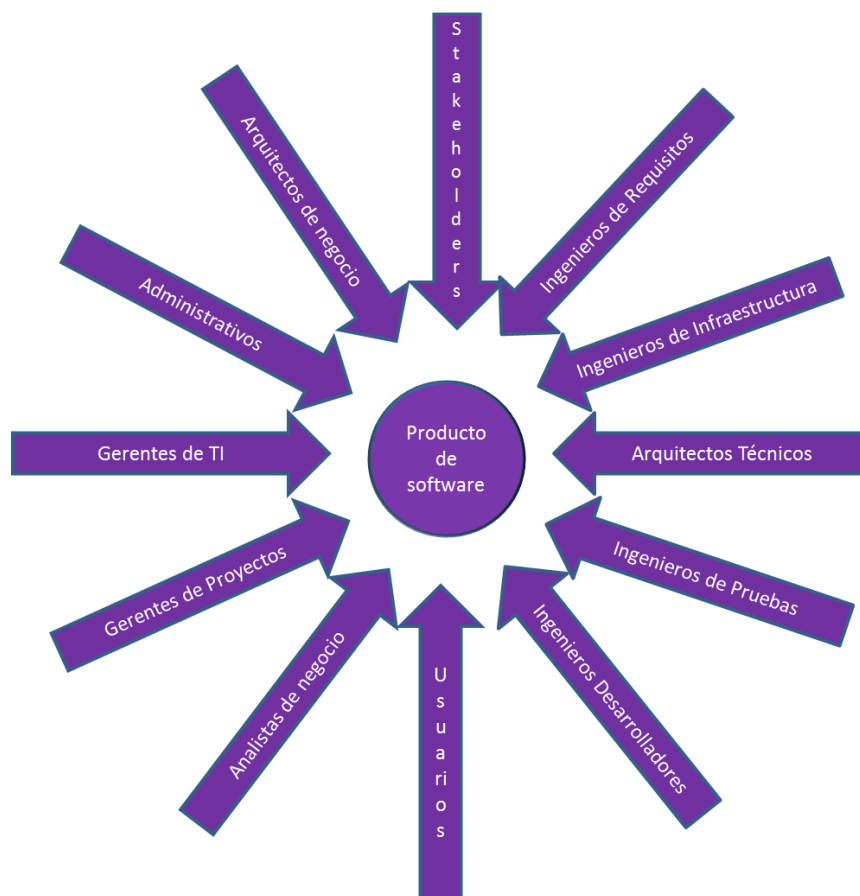 Stakeholders
Arquitectos de negocio
Ingenieros de Requisitos
Administrativos
Ingenieros de Infraestructura
Gerentes de TI
Producto
de
software
Arquitectos Técnicos
Gerentes de Proyectos
Ingenieros de Pruebas
Analistas de negocio
Usuarios
Ingenieros Desarrolladores